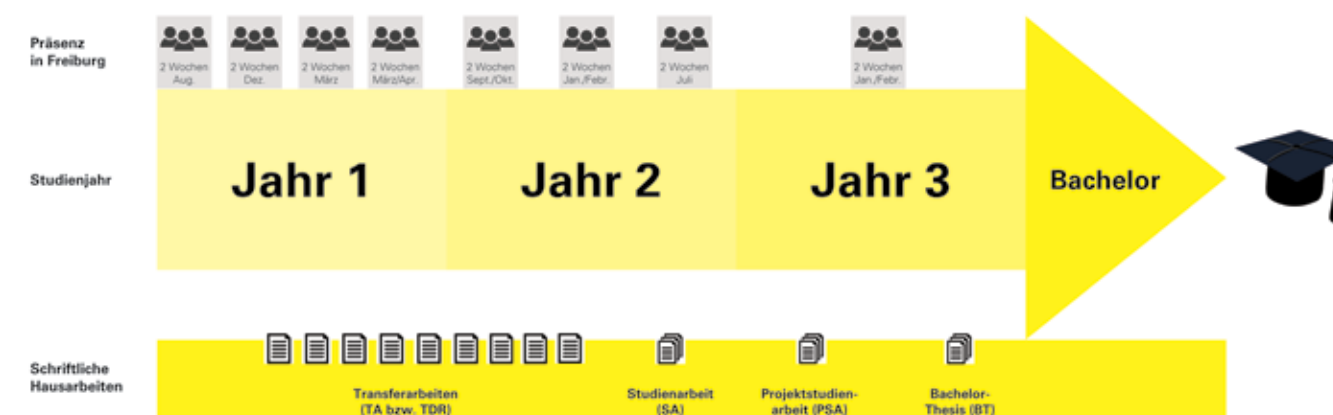 Präsenz
in Freiburg
2 Wochen
Aug.
2 Wochen
Dez.
2 Wochen
März
2 Wochen
März/Apr.
2 Wochen
Sept./Okt.
2 Wochen
Jan./Febr.
2 Wochen
Juli
2 Wochen
Jan./Febr.
Studienjahr
Jahr 1
Jahr 2
Jahr 3
Bachelor
Schriftliche
Hausarbeiten
Transferarbeiten
(TA bzw. TDR)
Studienarbeit
(SA)
Projektstudien-
arbeit (PSA)
Bachelor-
Thesis (BT)